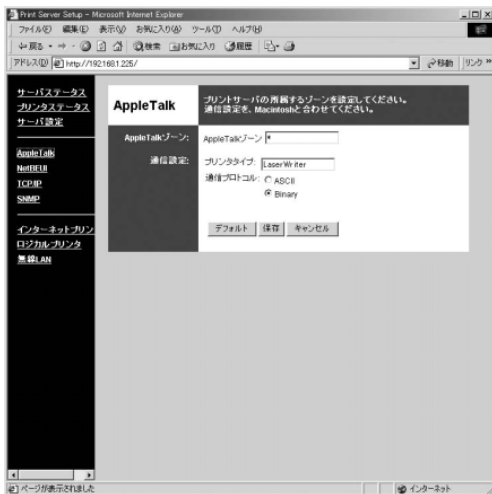 Print Server Setup - Microsoft Internet Explorer
ファイル(F) 編集(E) 表示(V) お気に入り(A) ツール(T) ヘルプ(H)
戻る 検索 お気に入り 履歴
アドレス(D) http://192.168.1.225/ 移動 リンク »
サーバステータス
プリンタステータス
サーバ設定
AppleTalk
NetBEUI
TCP/IP
SNMP
インターネットプリン
ロジカルプリンタ
無線LAN
AppleTalk
プリントサーバの所属するゾーンを設定してください。
通信設定を、Macintoshと合わせてください。
AppleTalkゾーン: AppleTalkゾーン *
通信設定: プリンタタイプ: LaserWriter
通信プロトコル: ASCII
Binary
デフォルト 保存 キャンセル
ページが表示されました インターネット